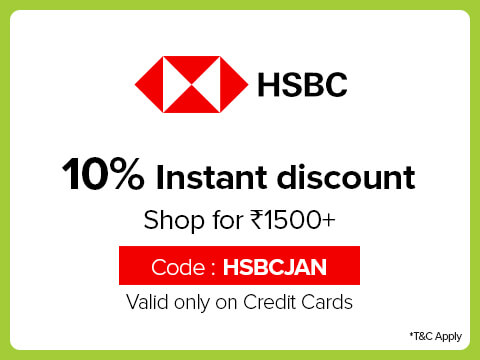 HSBC
10% Instant discount
Shop for ₹1500+
Code : HSBCJAN
Valid only on Credit Cards
*T&C Apply